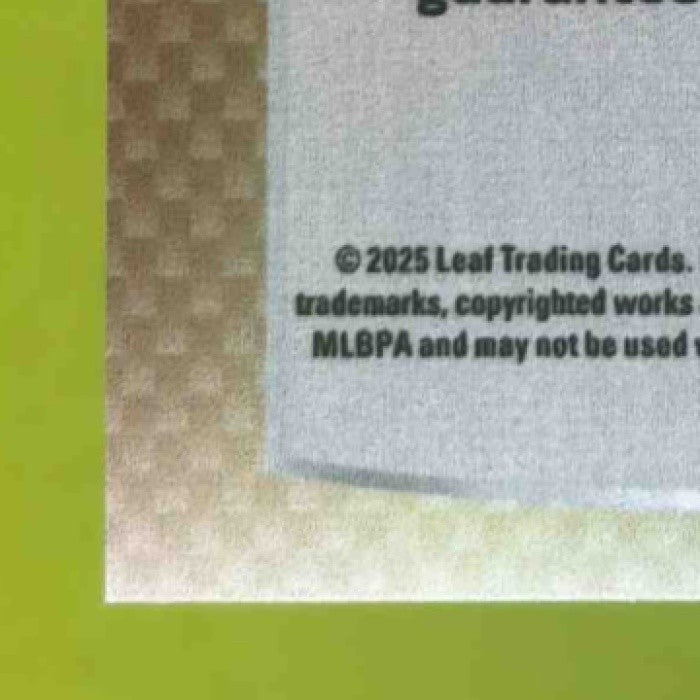 © 2025 Leaf Trading Cards.
trademarks, copyrighted works
MLBPA and may not be used